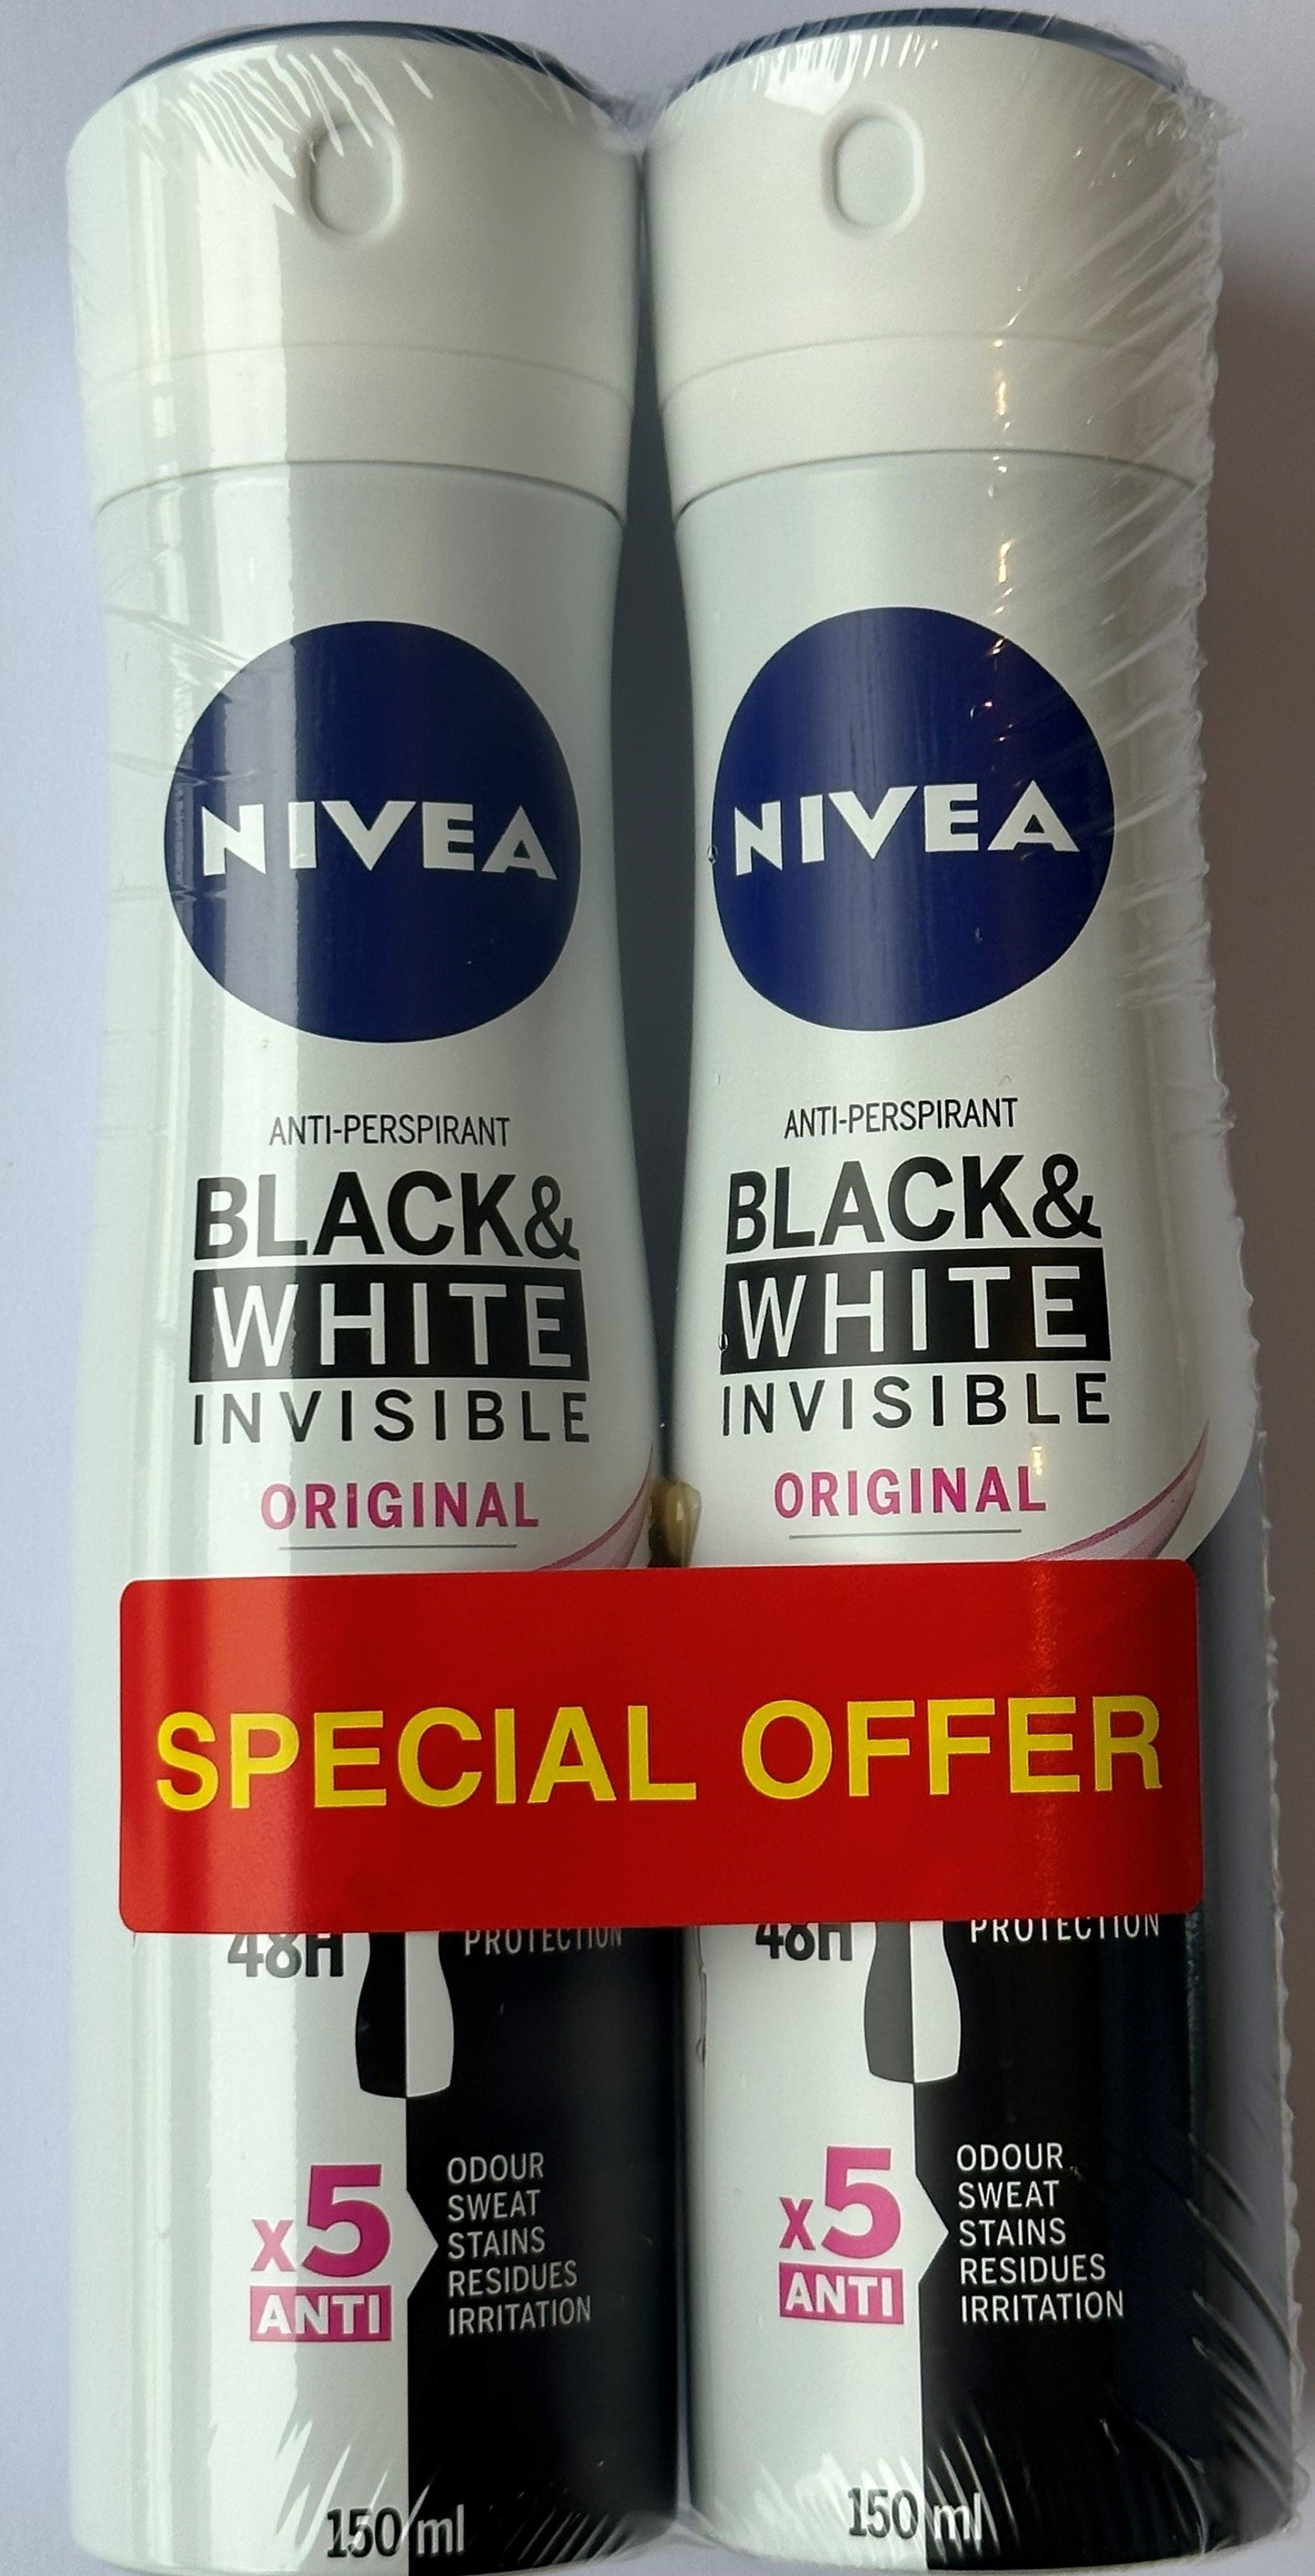 NIVEA
ANTI-PERSPIRANT
BLACK&
WHITE
INVISIBLE
ORIGINAL
NIVEA
ANTI-PERSPIRANT
BLACK&
WHITE
INVISIBLE
ORIGINAL
SPECIAL OFFER
48H
PROTECTION
x5
ANTI
ODOUR
SWEAT
STAINS
RESIDUES
IRRITATION
150 ml
48H
PROTECTION
x5
ANTI
ODOUR
SWEAT
STAINS
RESIDUES
IRRITATION
150 ml